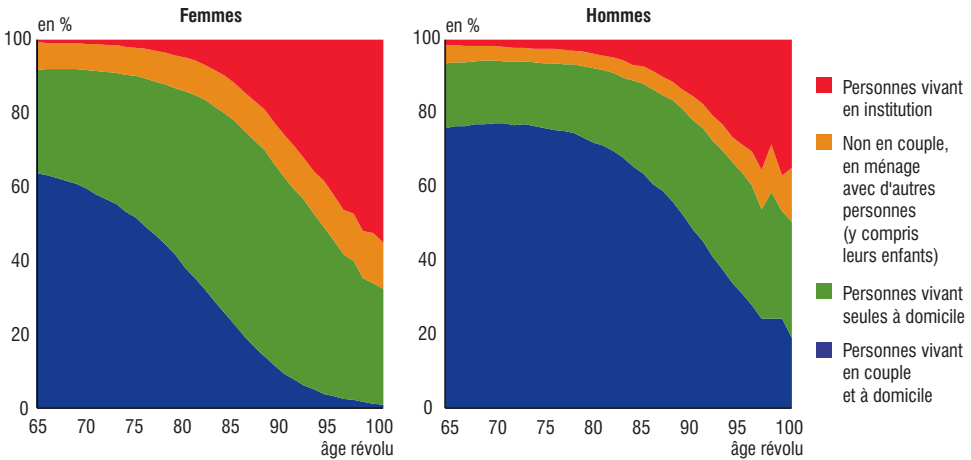 Femmes
en %
100
80
60
40
20
0
65 70 75 80 85 90 95 100
âge révolu
Hommes
en %
100
80
60
40
20
0
65 70 75 80 85 90 95 100
âge révolu
Personnes vivant
en institution
Non en couple,
en ménage
avec d'autres
personnes
(y compris
leurs enfants)
Personnes vivant
seules à domicile
Personnes vivant
en couple
et à domicile